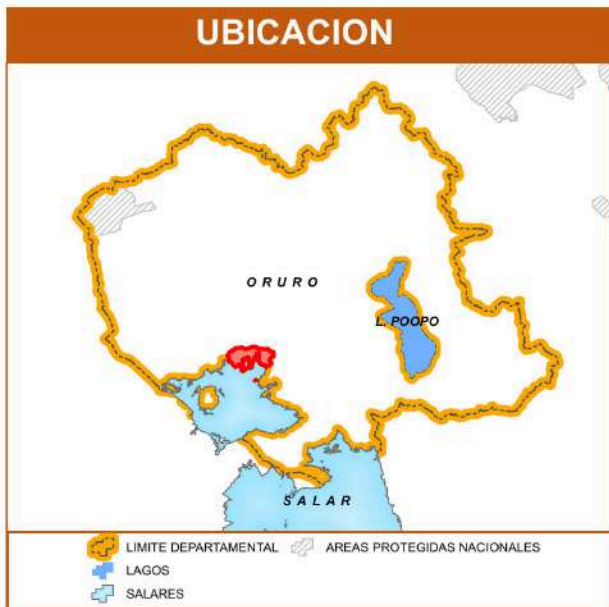 UBICACION
ORURO
L. POOPO
SALAR
LIMITE DEPARTAMENTAL
AREAS PROTEGIDAS NACIONALES
LAGOS
SALARES